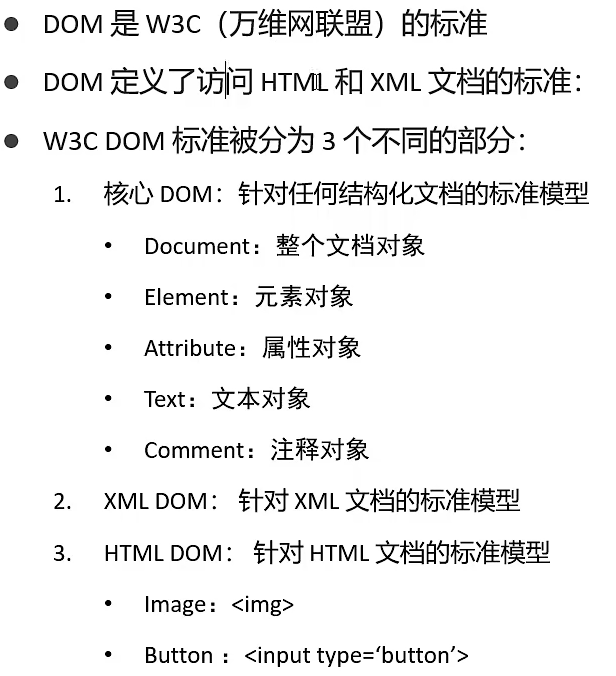 ● DOM 是 W3C（万维网联盟）的标准
● DOM 定义了访问 HTML 和 XML 文档的标准：
● W3C DOM 标准被分为 3 个不同的部分：
1. 核心 DOM：针对任何结构化文档的标准模型
• Document：整个文档对象
• Element：元素对象
• Attribute：属性对象
• Text：文本对象
• Comment：注释对象
2. XML DOM： 针对 XML 文档的标准模型
3. HTML DOM： 针对 HTML 文档的标准模型
• Image：<img>
• Button ：<input type=‘button’>